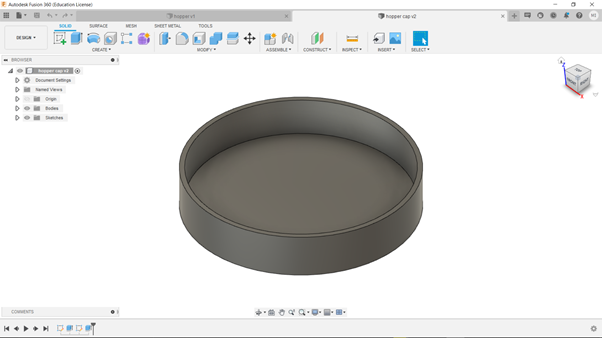 Autodesk Fusion 360 (Education License)
hopper v1
hopper cap v2
DESIGN
SOLID SURFACE MESH SHEET METAL TOOLS
CREATE MODIFY ASSEMBLE CONSTRUCT INSPECT INSERT SELECT
BROWSER
hopper cap v2
Document Settings
Named Views
Origin
Bodies
Sketches
Z
TOP
X
COMMENTS